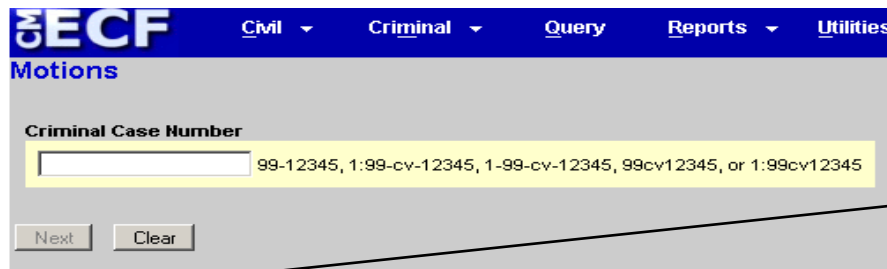 CM ECF Civil Criminal Query Reports Utilities
Motions
Criminal Case Number
99-12345, 1:99-cv-12345, 1-99-cv-12345, 99cv12345, or 1:99cv12345
Next Clear